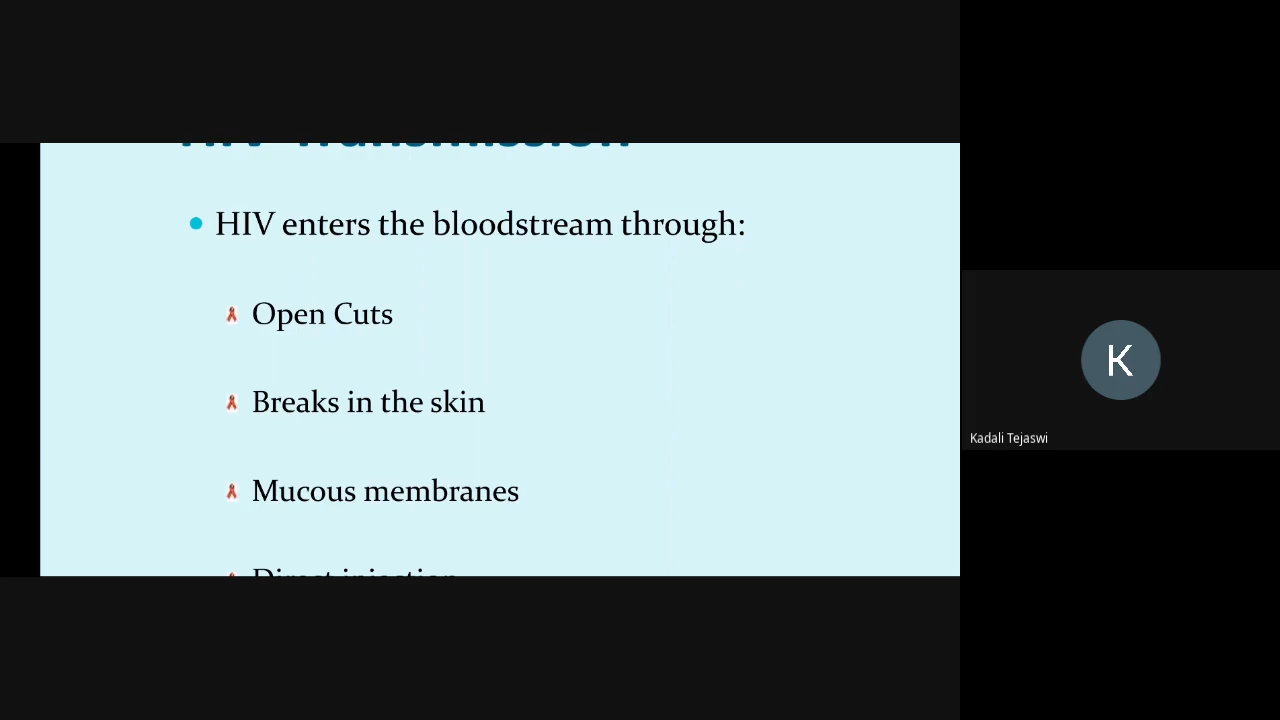 HIV Transmission
HIV enters the bloodstream through:
Open Cuts
Breaks in the skin
Mucous membranes
Direct injection
K
Kadali Tejaswi